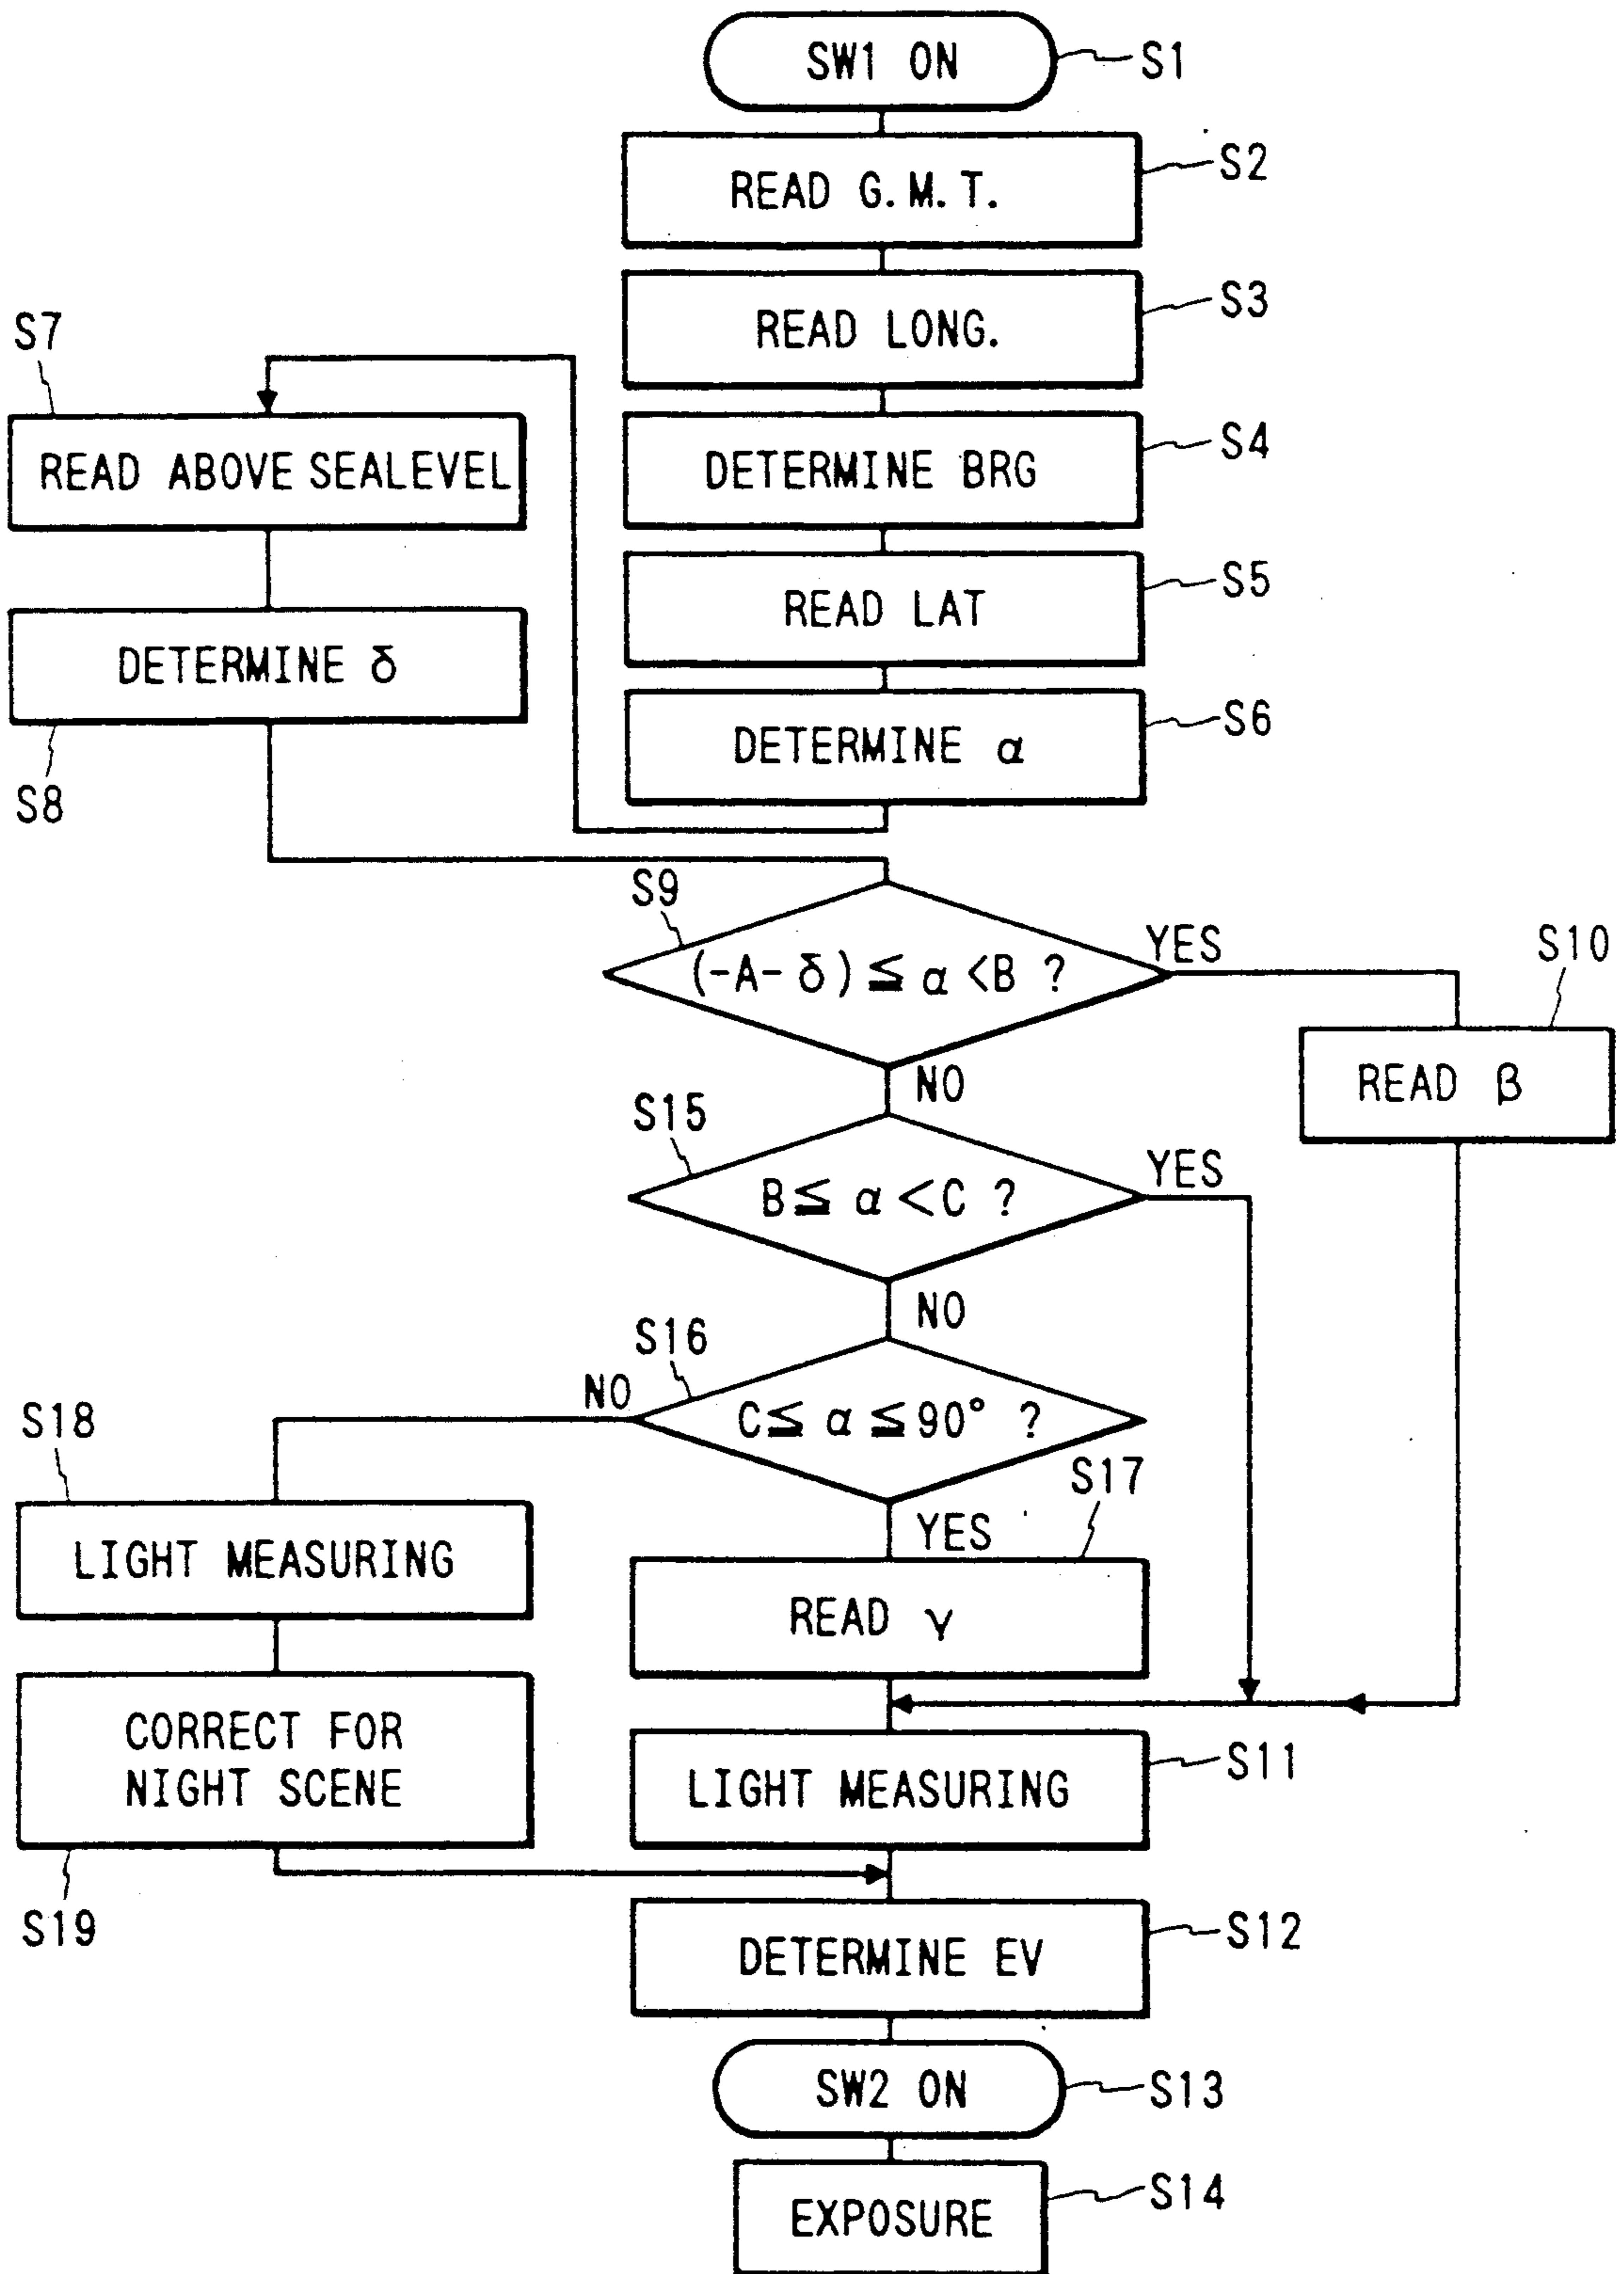 SW1 ON
S1
READ G.M.T.
S2
READ LONG.
S3
DETERMINE BRG
S4
READ LAT
S5
DETERMINE α
S6
S7
READ ABOVE SEALEVEL
DETERMINE δ
S8
S9
(-A-δ)≦α<B ?
YES
NO
S10
READ β
S15
B≦α<C ?
YES
NO
S16
C≦α≦90° ?
NO
YES
S17
READ γ
S18
LIGHT MEASURING
CORRECT FOR
NIGHT SCENE
S19
LIGHT MEASURING
S11
DETERMINE EV
S12
SW2 ON
S13
EXPOSURE
S14